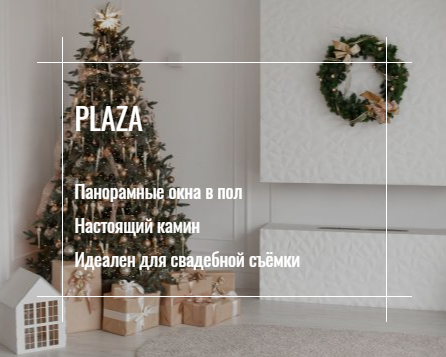 PLAZA
Панорамные окна в пол
Настоящий камин
Идеален для свадебной съёмки